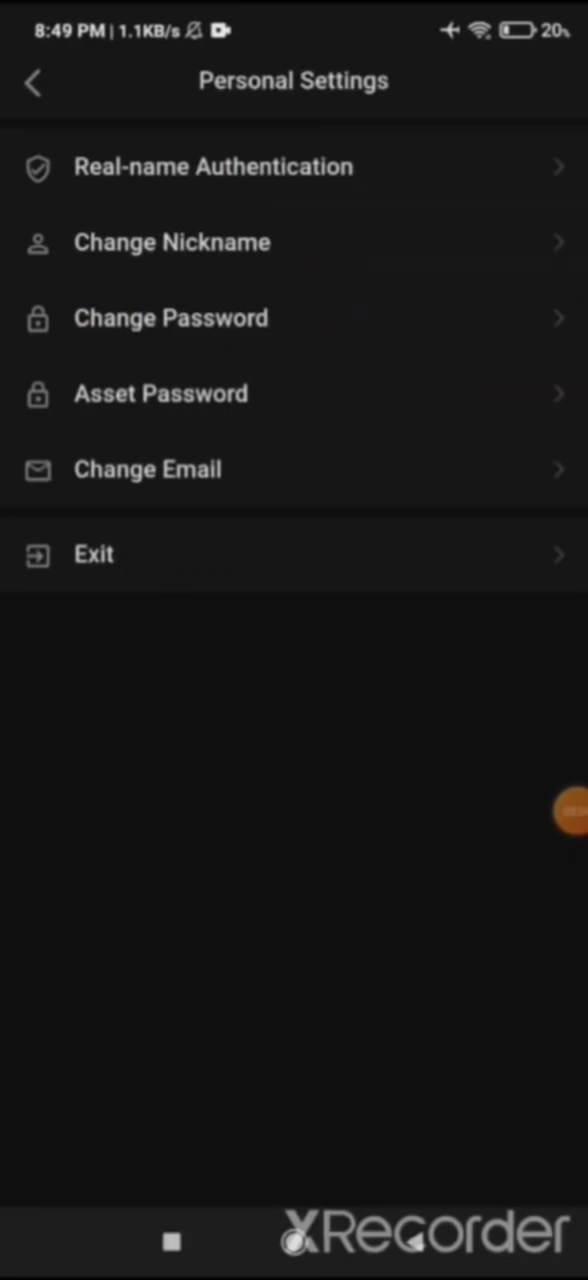 8:49 PM | 1.1KB/s 20%
Personal Settings
Real-name Authentication
Change Nickname
Change Password
Asset Password
Change Email
Exit
XRecorder